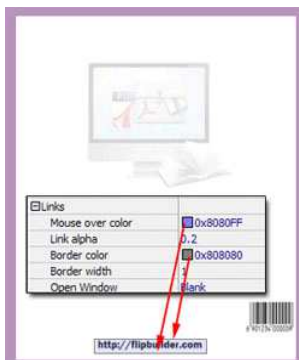 Links
Mouse over color 0x8080FF
Link alpha 0.2
Border color 0x808080
Border width 1
Open Window Blank
http://flipbuilder.com